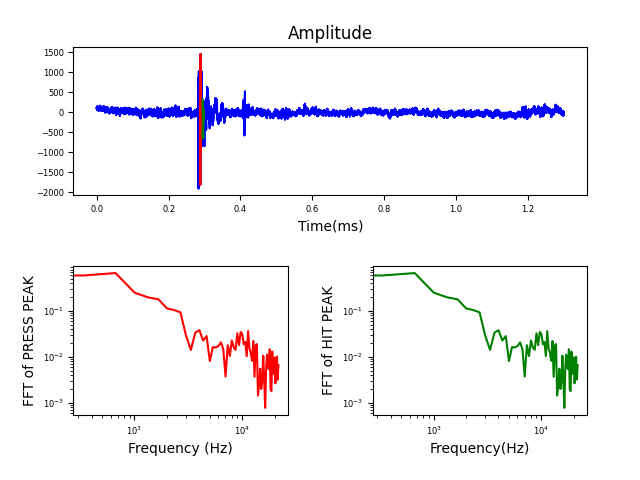 Amplitude
1500
1000
500
0
−500
−1000
−1500
−2000
0.0 0.2 0.4 0.6 0.8 1.0 1.2
Time(ms)
FFT of PRESS PEAK
10⁻¹
10⁻²
10⁻³
10³ 10⁴
Frequency (Hz)
FFT of HIT PEAK
10⁻¹
10⁻²
10⁻³
10³ 10⁴
Frequency(Hz)